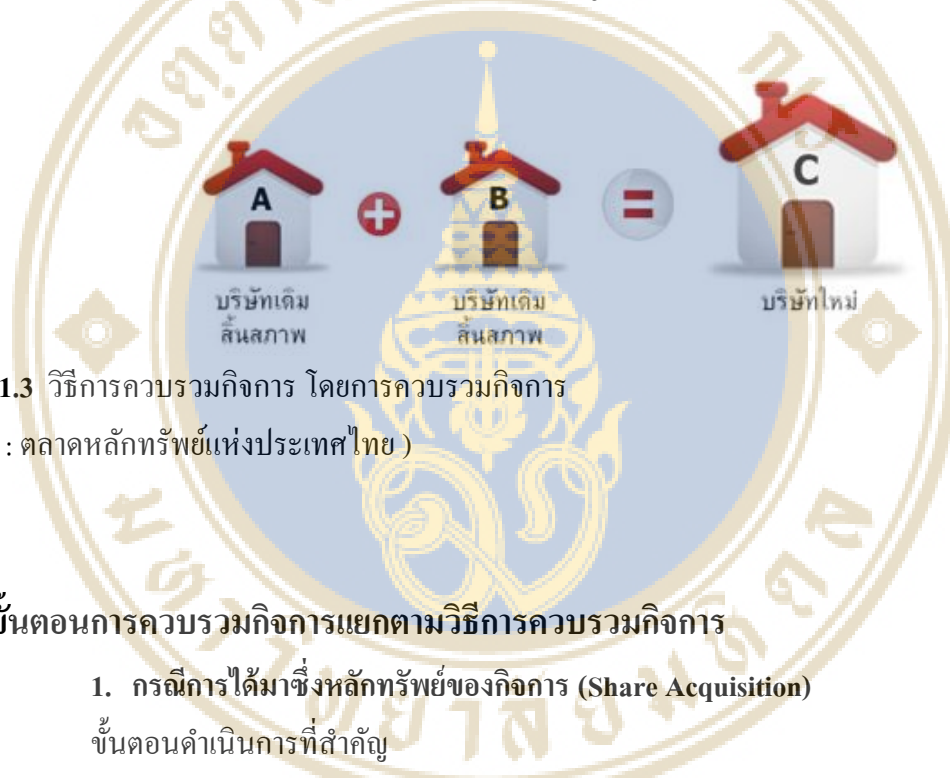 A B C
บริษัทเดิม บริษัทเดิม บริษัทใหม่
สิ้นสภาพ สิ้นสภาพ
1.3 วิธีการควบรวมกิจการ โดยการควบรวมกิจการ
: ตลาดหลักทรัพย์แห่งประเทศไทย )
ขั้นตอนการควบรวมกิจการแยกตามวิธีการควบรวมกิจการ
1. กรณีการได้มาซึ่งหลักทรัพย์ของกิจการ (Share Acquisition)
ขั้นตอนดำเนินการที่สำคัญ